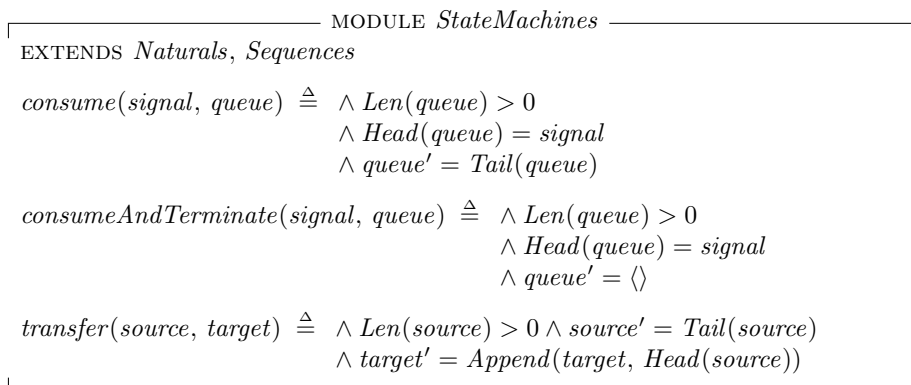 MODULE StateMachines
EXTENDS Naturals, Sequences
consume(signal, queue) ≜ ∧ Len(queue) > 0
∧ Head(queue) = signal
∧ queue′ = Tail(queue)
consumeAndTerminate(signal, queue) ≜ ∧ Len(queue) > 0
∧ Head(queue) = signal
∧ queue′ = ⟨⟩
transfer(source, target) ≜ ∧ Len(source) > 0 ∧ source′ = Tail(source)
∧ target′ = Append(target, Head(source))